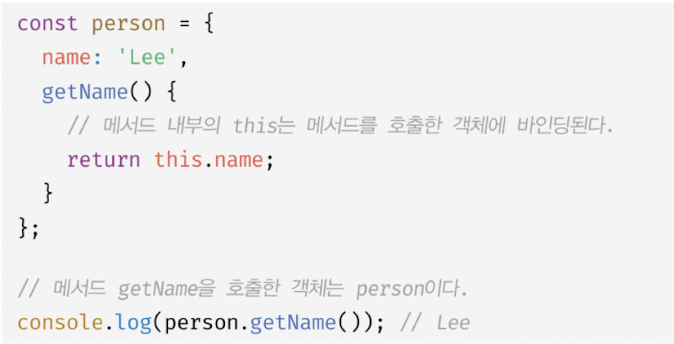 const person = {
  name: 'Lee',
  getName() {
    // 메서드 내부의 this는 메서드를 호출한 객체에 바인딩된다.
    return this.name;
  }
};

// 메서드 getName을 호출한 객체는 person이다.
console.log(person.getName()); // Lee